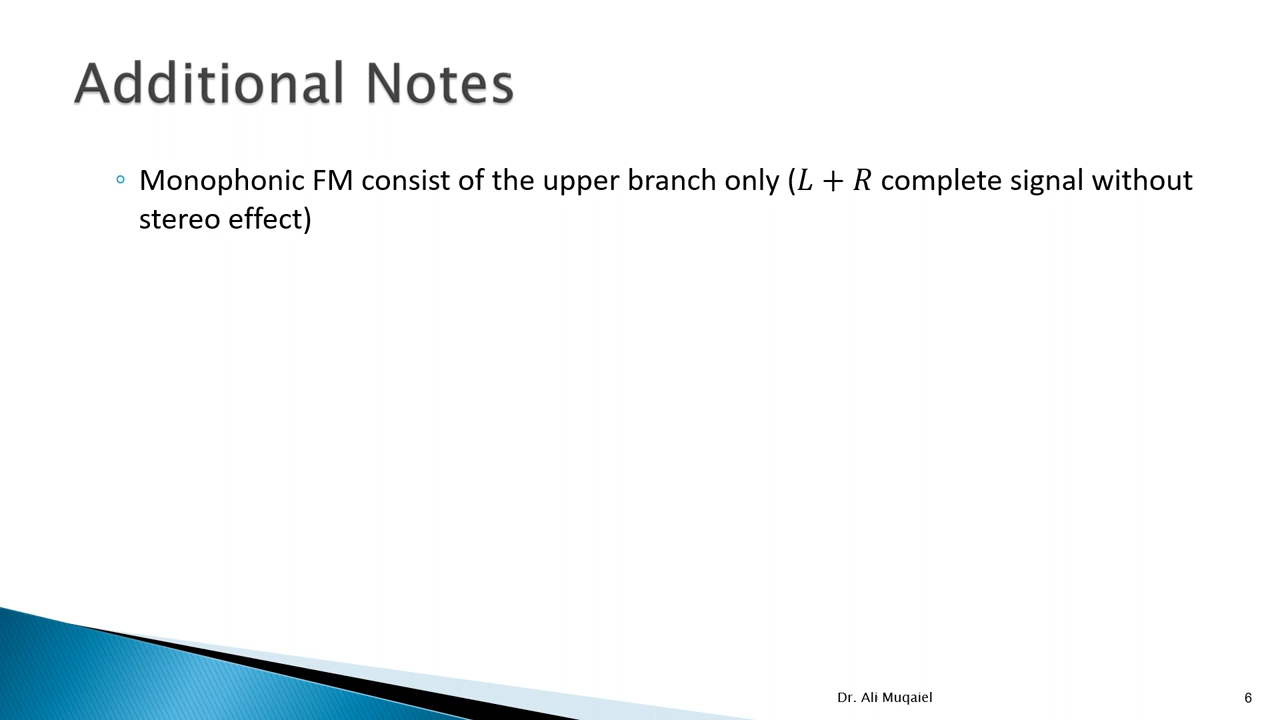 Additional Notes
Monophonic FM consist of the upper branch only (L + R complete signal without
stereo effect)
Dr. Ali Muqaiel
6